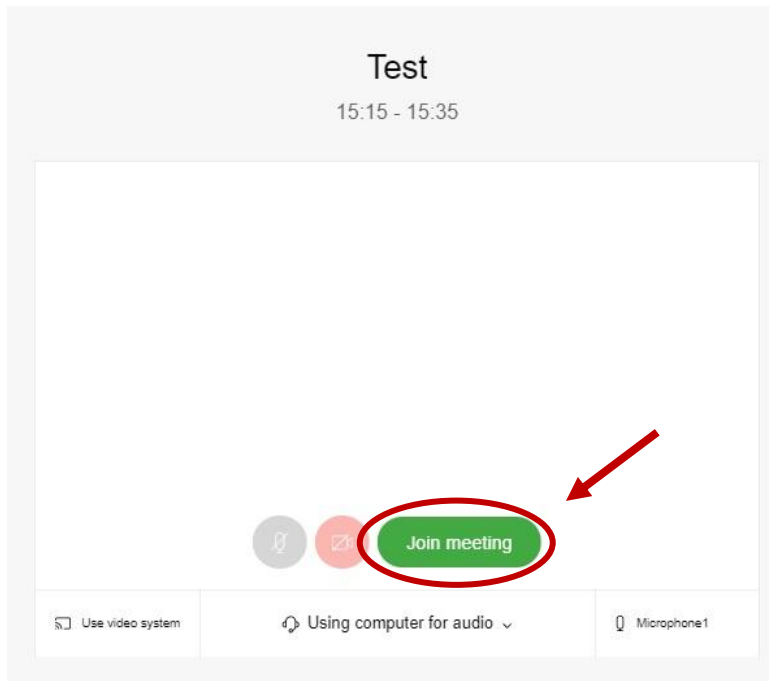 Test
15:15 - 15:35
Join meeting
Use video system
Using computer for audio
Microphone1